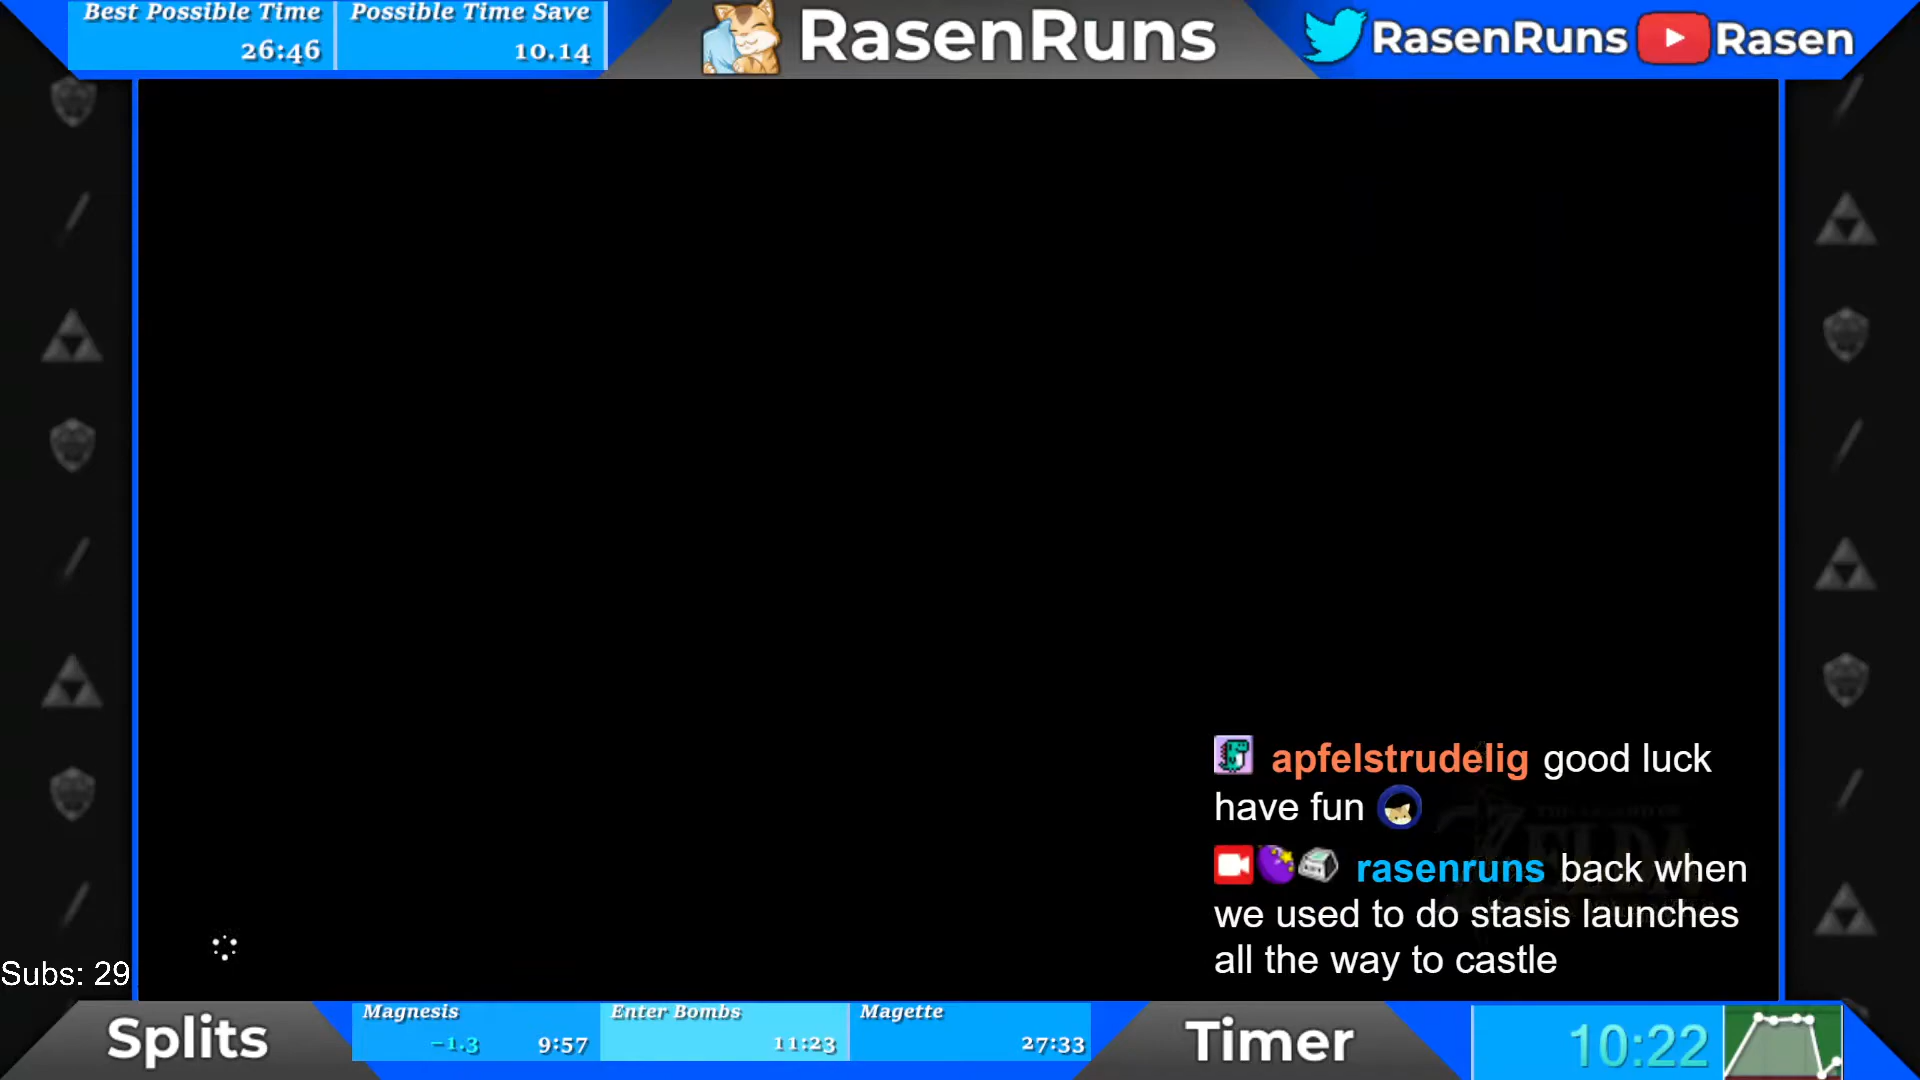 Best Possible Time
26:46
Possible Time Save
10.14
RasenRuns
RasenRuns
Rasen
apfelstrudelig good luck
have fun
rasenruns back when
we used to do stasis launches
all the way to castle
Subs: 29
Splits
Magnesis
-1.3 9:57
Enter Bombs
11:23
Magette
27:33
Timer
10:22
ZELDA